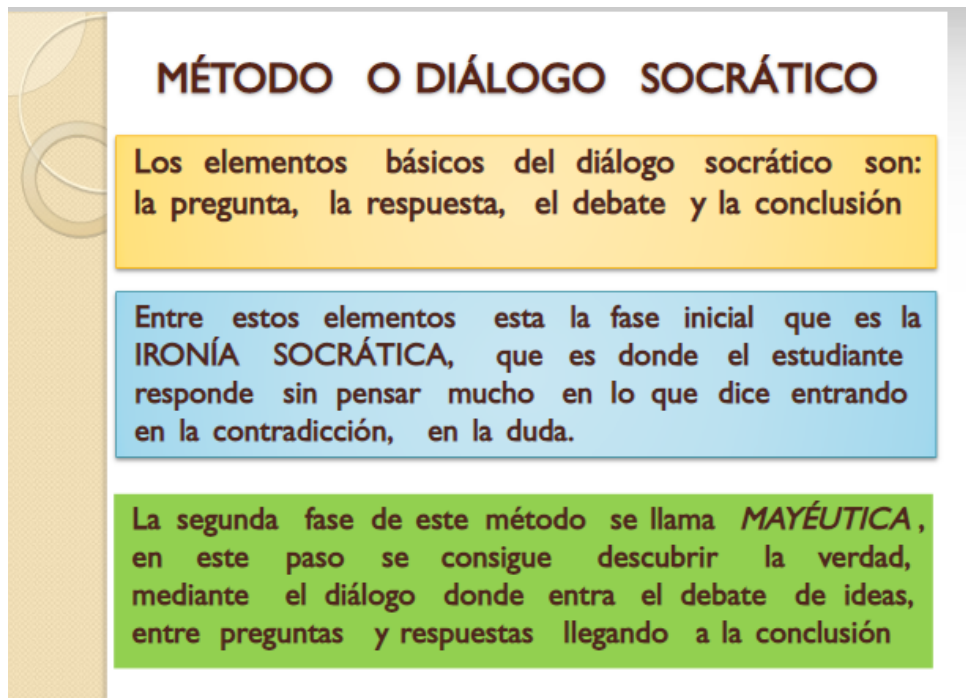 MÉTODO O DIÁLOGO SOCRÁTICO
Los elementos básicos del diálogo socrático son:
la pregunta, la respuesta, el debate y la conclusión
Entre estos elementos esta la fase inicial que es la
IRONÍA SOCRÁTICA, que es donde el estudiante
responde sin pensar mucho en lo que dice entrando
en la contradicción, en la duda.
La segunda fase de este método se llama MAYÉUTICA,
en este paso se consigue descubrir la verdad,
mediante el diálogo donde entra el debate de ideas,
entre preguntas y respuestas llegando a la conclusión